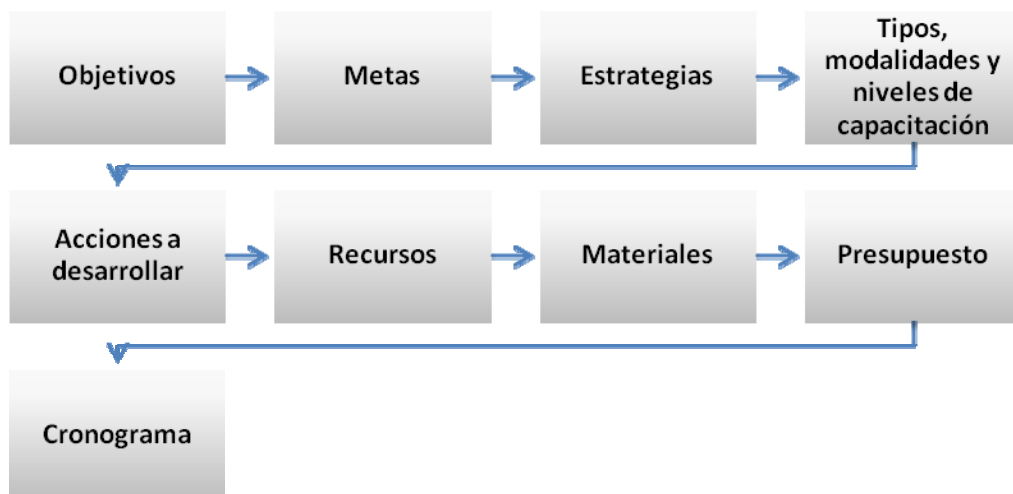 Objetivos
Metas
Estrategias
Tipos,
modalidades y
niveles de
capacitación
Acciones a
desarrollar
Recursos
Materiales
Presupuesto
Cronograma